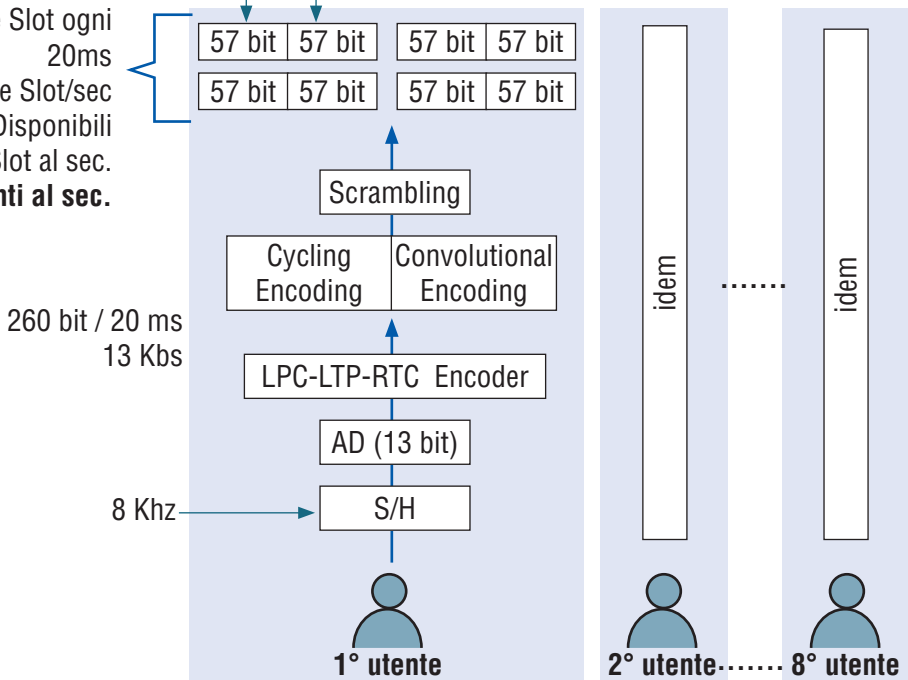 Slot ogni
20ms
e Slot/sec
Disponibili
Slot al sec.
nti al sec.
57 bit 57 bit 57 bit 57 bit
57 bit 57 bit 57 bit 57 bit
Scrambling
Cycling
Encoding
Convolutional
Encoding
260 bit / 20 ms
13 Kbs
LPC-LTP-RTC Encoder
AD (13 bit)
8 Khz
S/H
idem
.......
idem
1° utente
2° utente
.......
8° utente